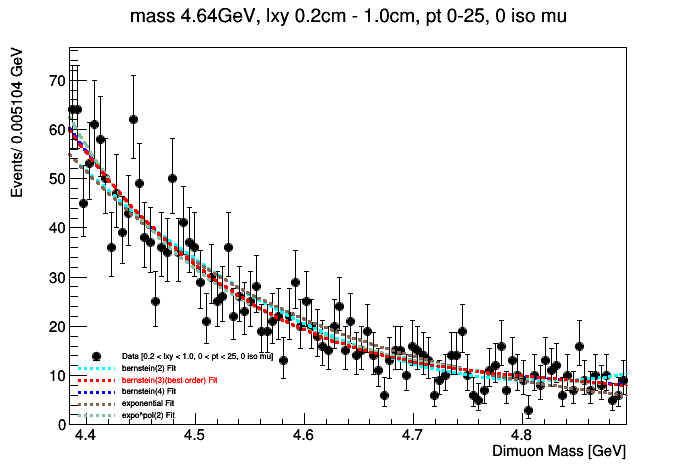 mass 4.64GeV, lxy 0.2cm - 1.0cm, pt 0-25, 0 iso mu
Events/ 0.005104 GeV
70
60
50
40
30
20
10
0
Data [0.2 < lxy < 1.0, 0 < pt < 25, 0 iso mu]
bernstein(2) Fit
bernstein(3)(best order) Fit
bernstein(4) Fit
exponential Fit
expo*pol(2) Fit
4.4 4.5 4.6 4.7 4.8
Dimuon Mass [GeV]